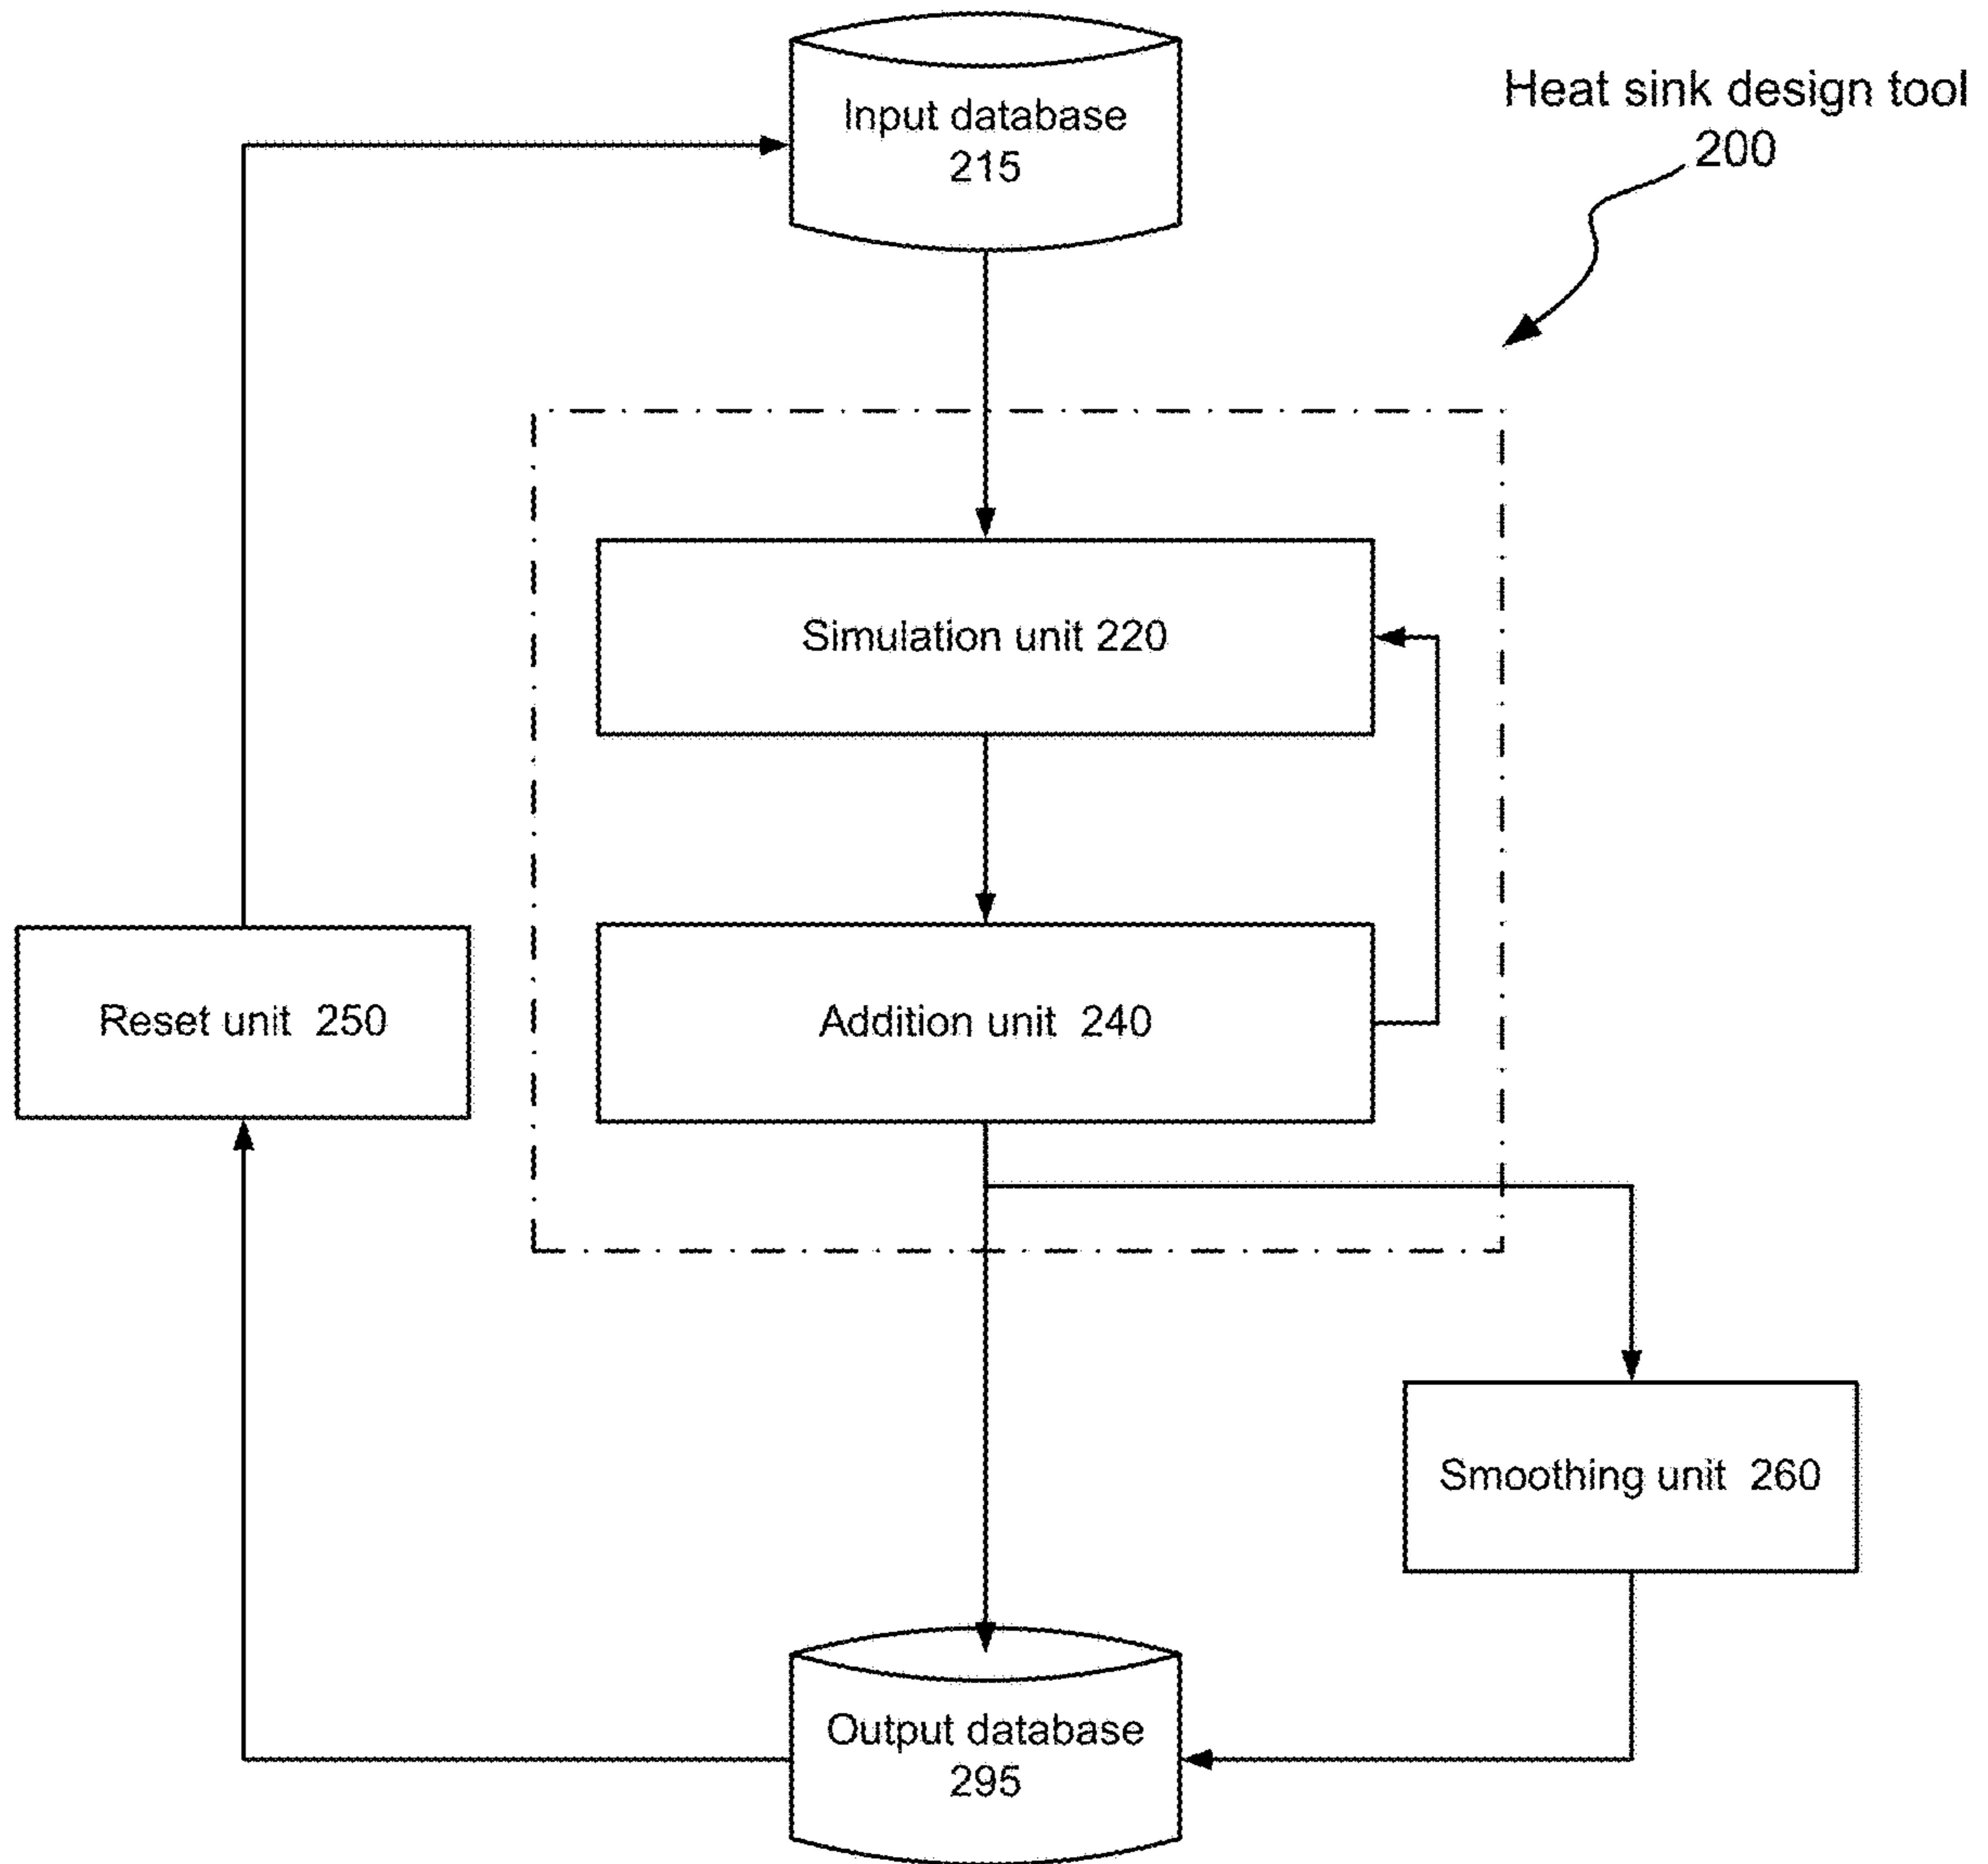 Input database
215
Heat sink design tool
200
Simulation unit 220
Reset unit 250
Addition unit 240
Smoothing unit 260
Output database
295